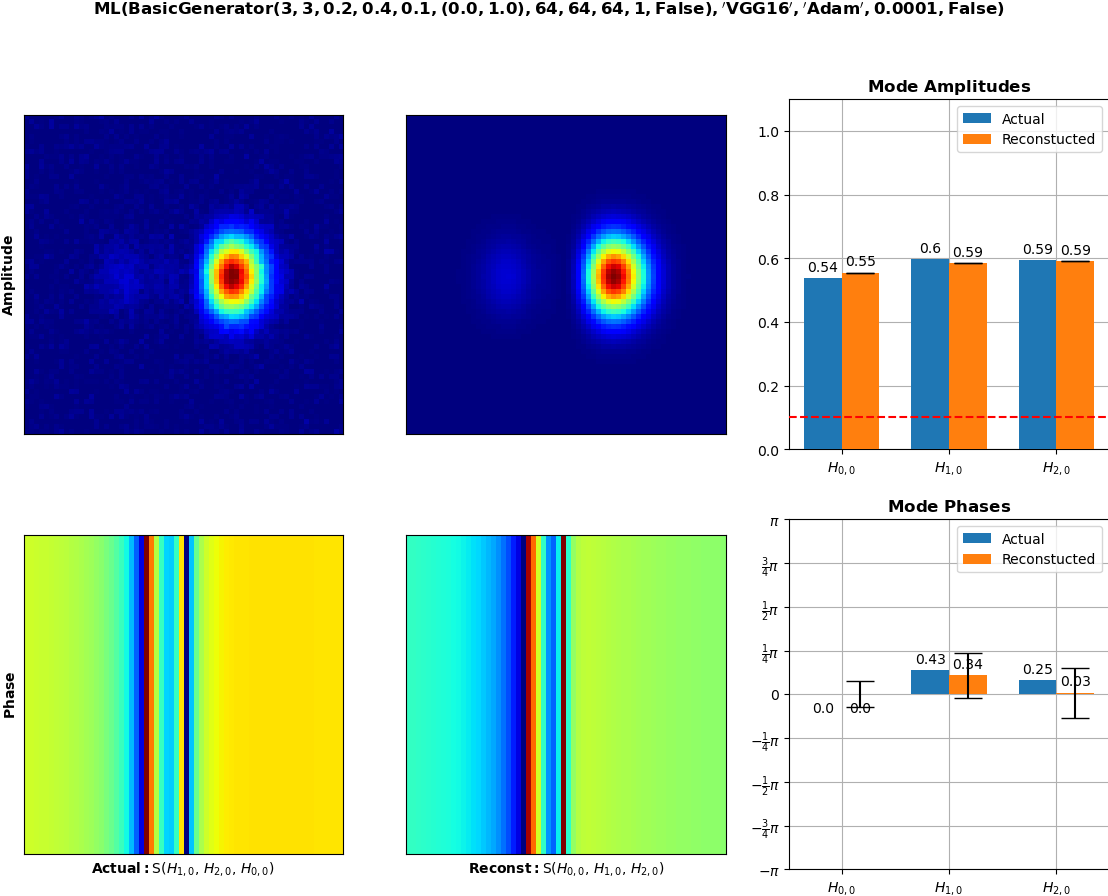 ML(BasicGenerator(3, 3, 0.2, 0.4, 0.1, (0.0, 1.0), 64, 64, 64, 1, False), ′VGG16′, ′Adam′, 0.0001, False)
Amplitude
Mode Amplitudes
Actual
Reconstucted
1.0
0.8
0.6
0.4
0.2
0.0
0.54
0.55
0.6
0.59
0.59
0.59
H0,0
H1,0
H2,0
Phase
Actual: S(H1,0, H2,0, H0,0)
Reconst: S(H0,0, H1,0, H2,0)
Mode Phases
Actual
Reconstucted
π
3/4π
1/2π
1/4π
0
−1/4π
−1/2π
−3/4π
−π
0.0
0.0
0.43
0.34
0.25
0.03
H0,0
H1,0
H2,0